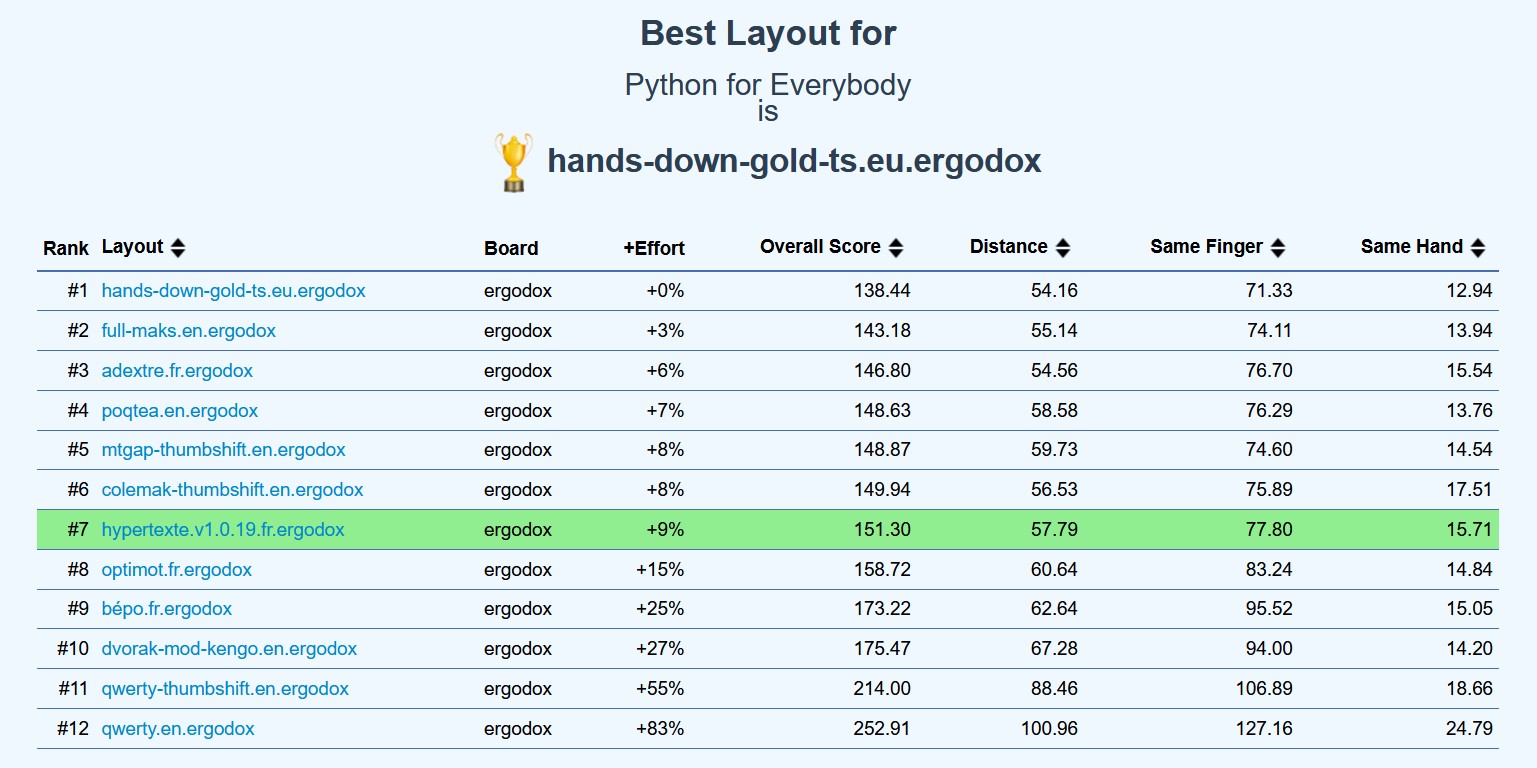 Best Layout for
Python for Everybody
is
hands-down-gold-ts.eu.ergodox
Rank Layout Board +Effort Overall Score Distance Same Finger Same Hand
#1 hands-down-gold-ts.eu.ergodox ergodox +0% 138.44 54.16 71.33 12.94
#2 full-maks.en.ergodox ergodox +3% 143.18 55.14 74.11 13.94
#3 adextre.fr.ergodox ergodox +6% 146.80 54.56 76.70 15.54
#4 poqtea.en.ergodox ergodox +7% 148.63 58.58 76.29 13.76
#5 mtgap-thumbshift.en.ergodox ergodox +8% 148.87 59.73 74.60 14.54
#6 colemak-thumbshift.en.ergodox ergodox +8% 149.94 56.53 75.89 17.51
#7 hypertexte.v1.0.19.fr.ergodox ergodox +9% 151.30 57.79 77.80 15.71
#8 optimot.fr.ergodox ergodox +15% 158.72 60.64 83.24 14.84
#9 bépo.fr.ergodox ergodox +25% 173.22 62.64 95.52 15.05
#10 dvorak-mod-kengo.en.ergodox ergodox +27% 175.47 67.28 94.00 14.20
#11 qwerty-thumbshift.en.ergodox ergodox +55% 214.00 88.46 106.89 18.66
#12 qwerty.en.ergodox ergodox +83% 252.91 100.96 127.16 24.79